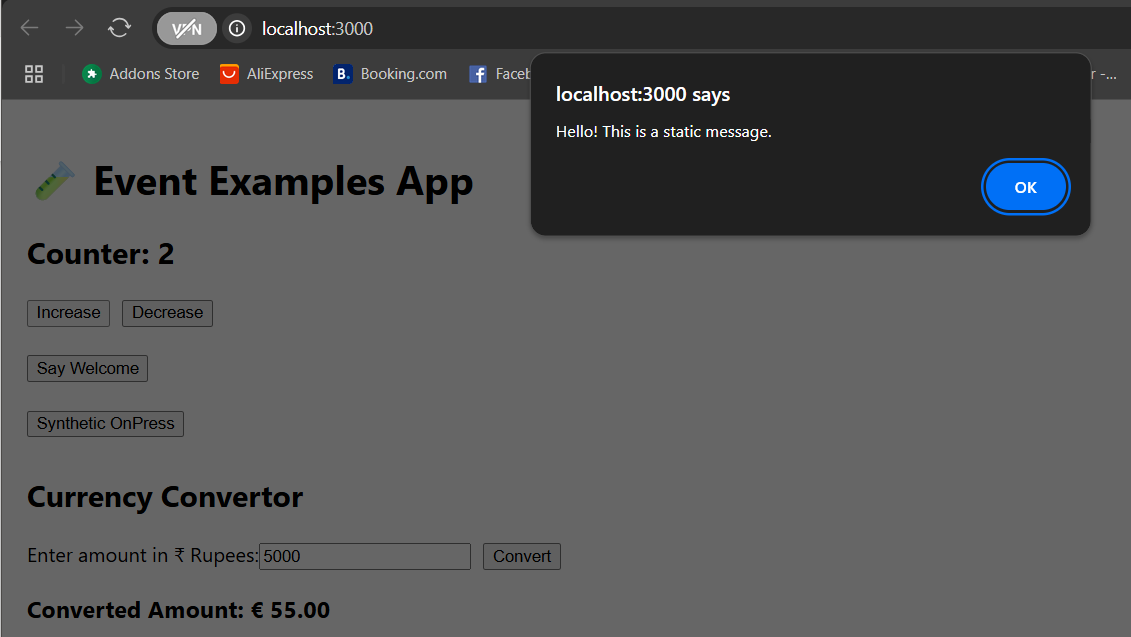 VPN localhost:3000
Addons Store AliExpress B. Booking.com Faceb r -...
localhost:3000 says
Hello! This is a static message.
OK
Event Examples App
Counter: 2
Increase Decrease
Say Welcome
Synthetic OnPress
Currency Convertor
Enter amount in ₹ Rupees: 5000 Convert
Converted Amount: € 55.00